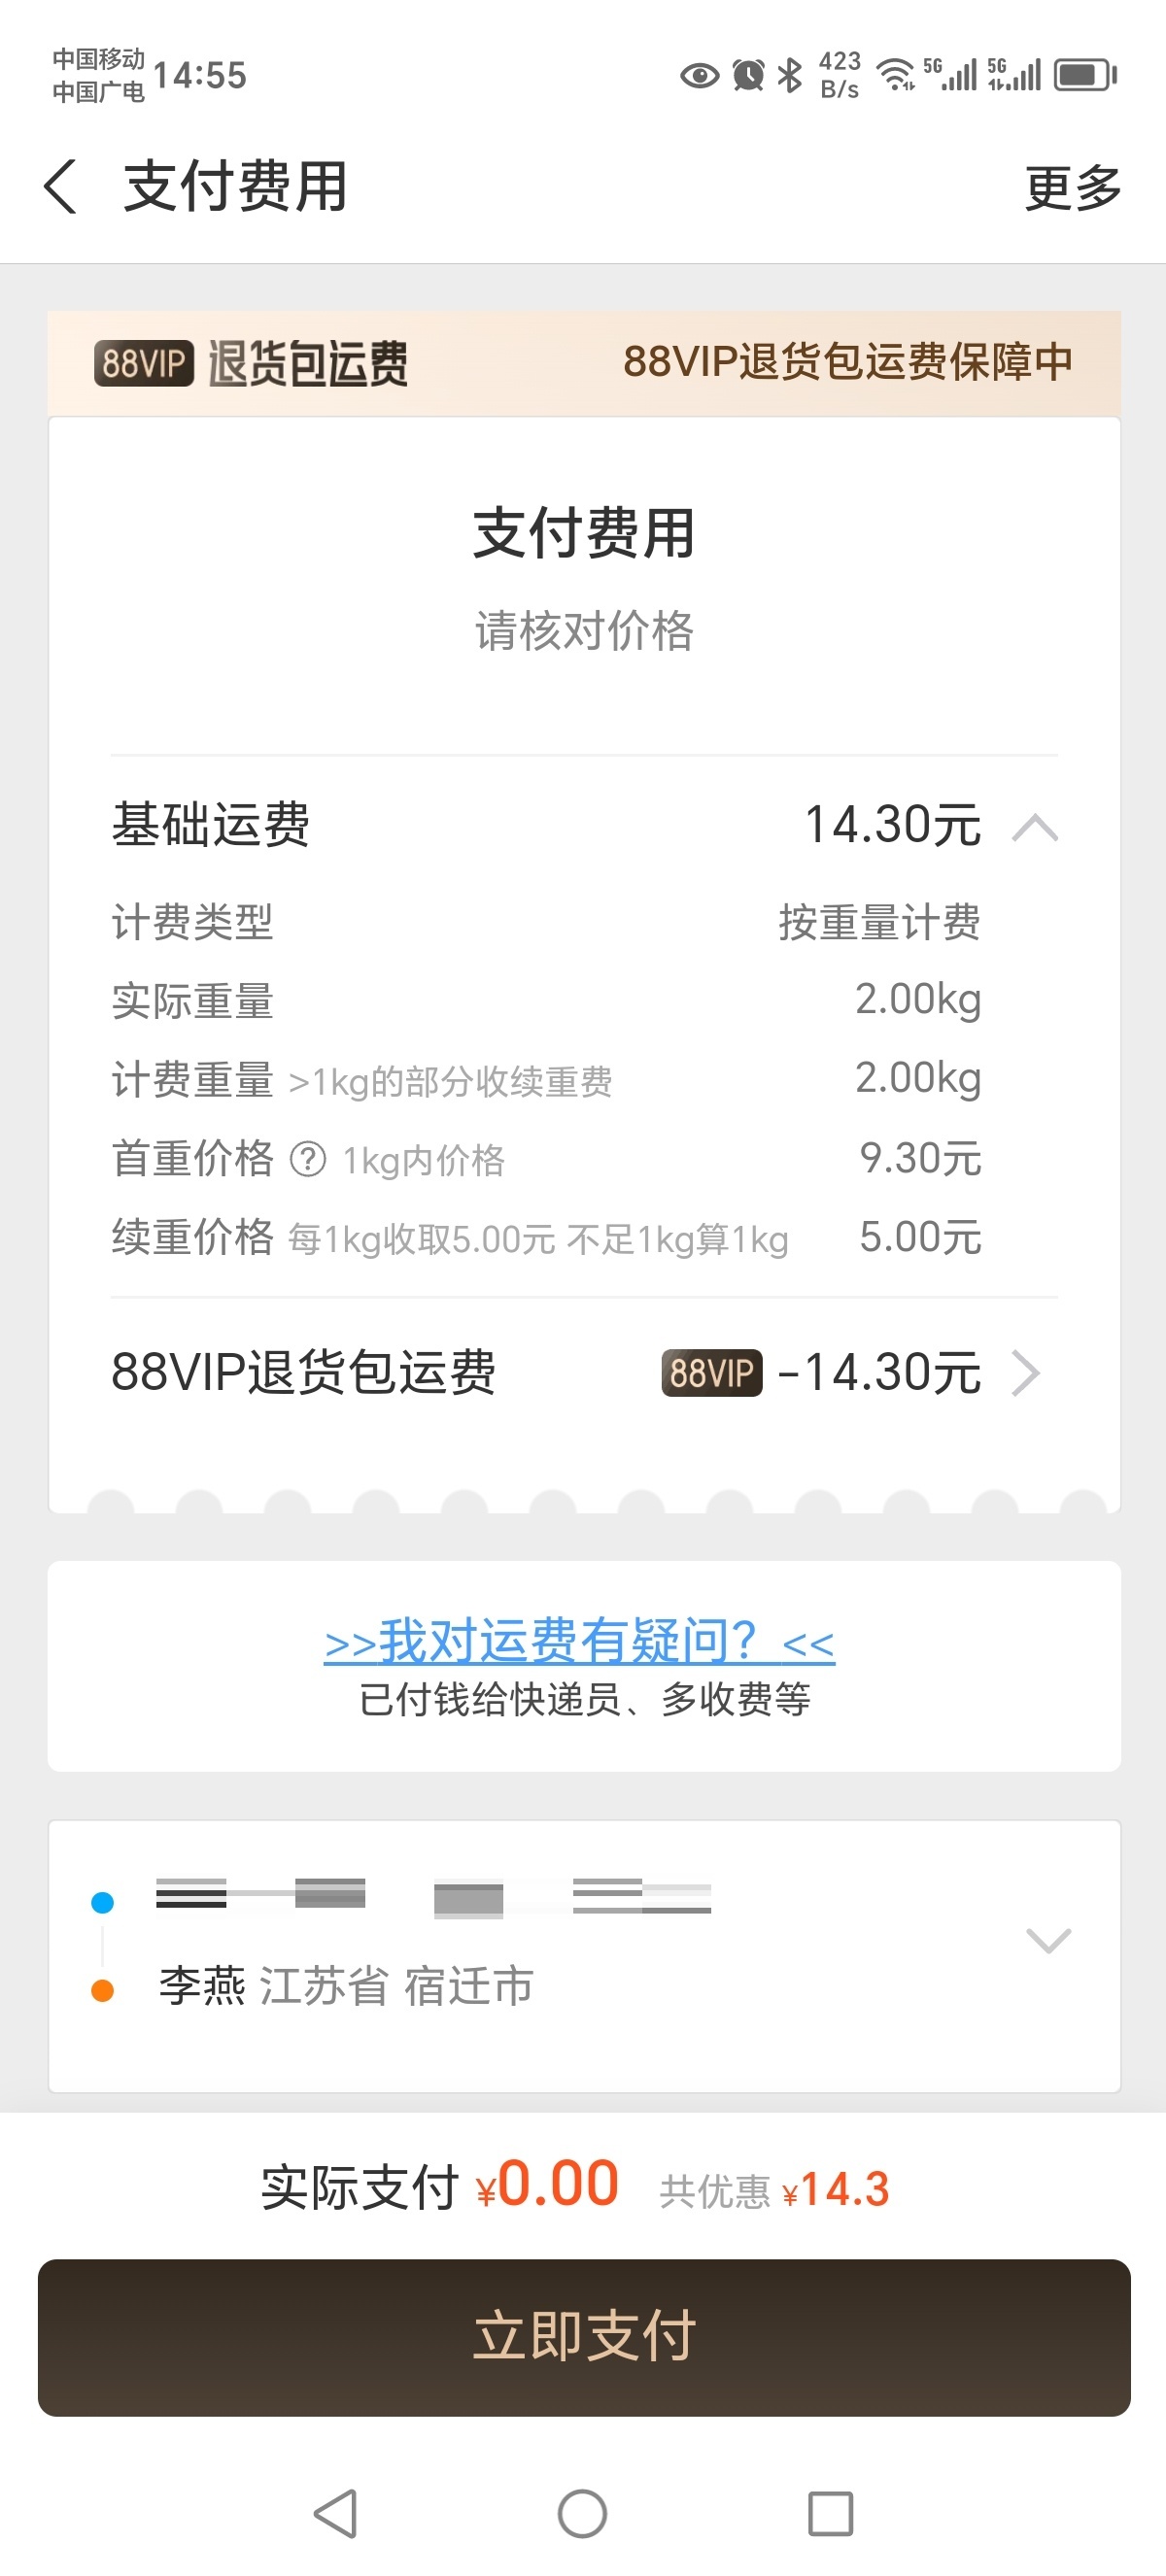 中国移动
中国广电
14:55
423
B/s
5G
5G
支付费用
更多
88VIP 退货包运费
88VIP退货包运费保障中
支付费用
请核对价格
基础运费 14.30元
计费类型 按重量计费
实际重量 2.00kg
计费重量 >1kg的部分收续重费 2.00kg
首重价格 ? 1kg内价格 9.30元
续重价格 每1kg收取5.00元 不足1kg算1kg 5.00元
88VIP退货包运费 88VIP -14.30元
>>我对运费有疑问? <<
已付钱给快递员、多收费等
李燕 江苏省 宿迁市
实际支付 ¥0.00 共优惠 ¥14.3
立即支付